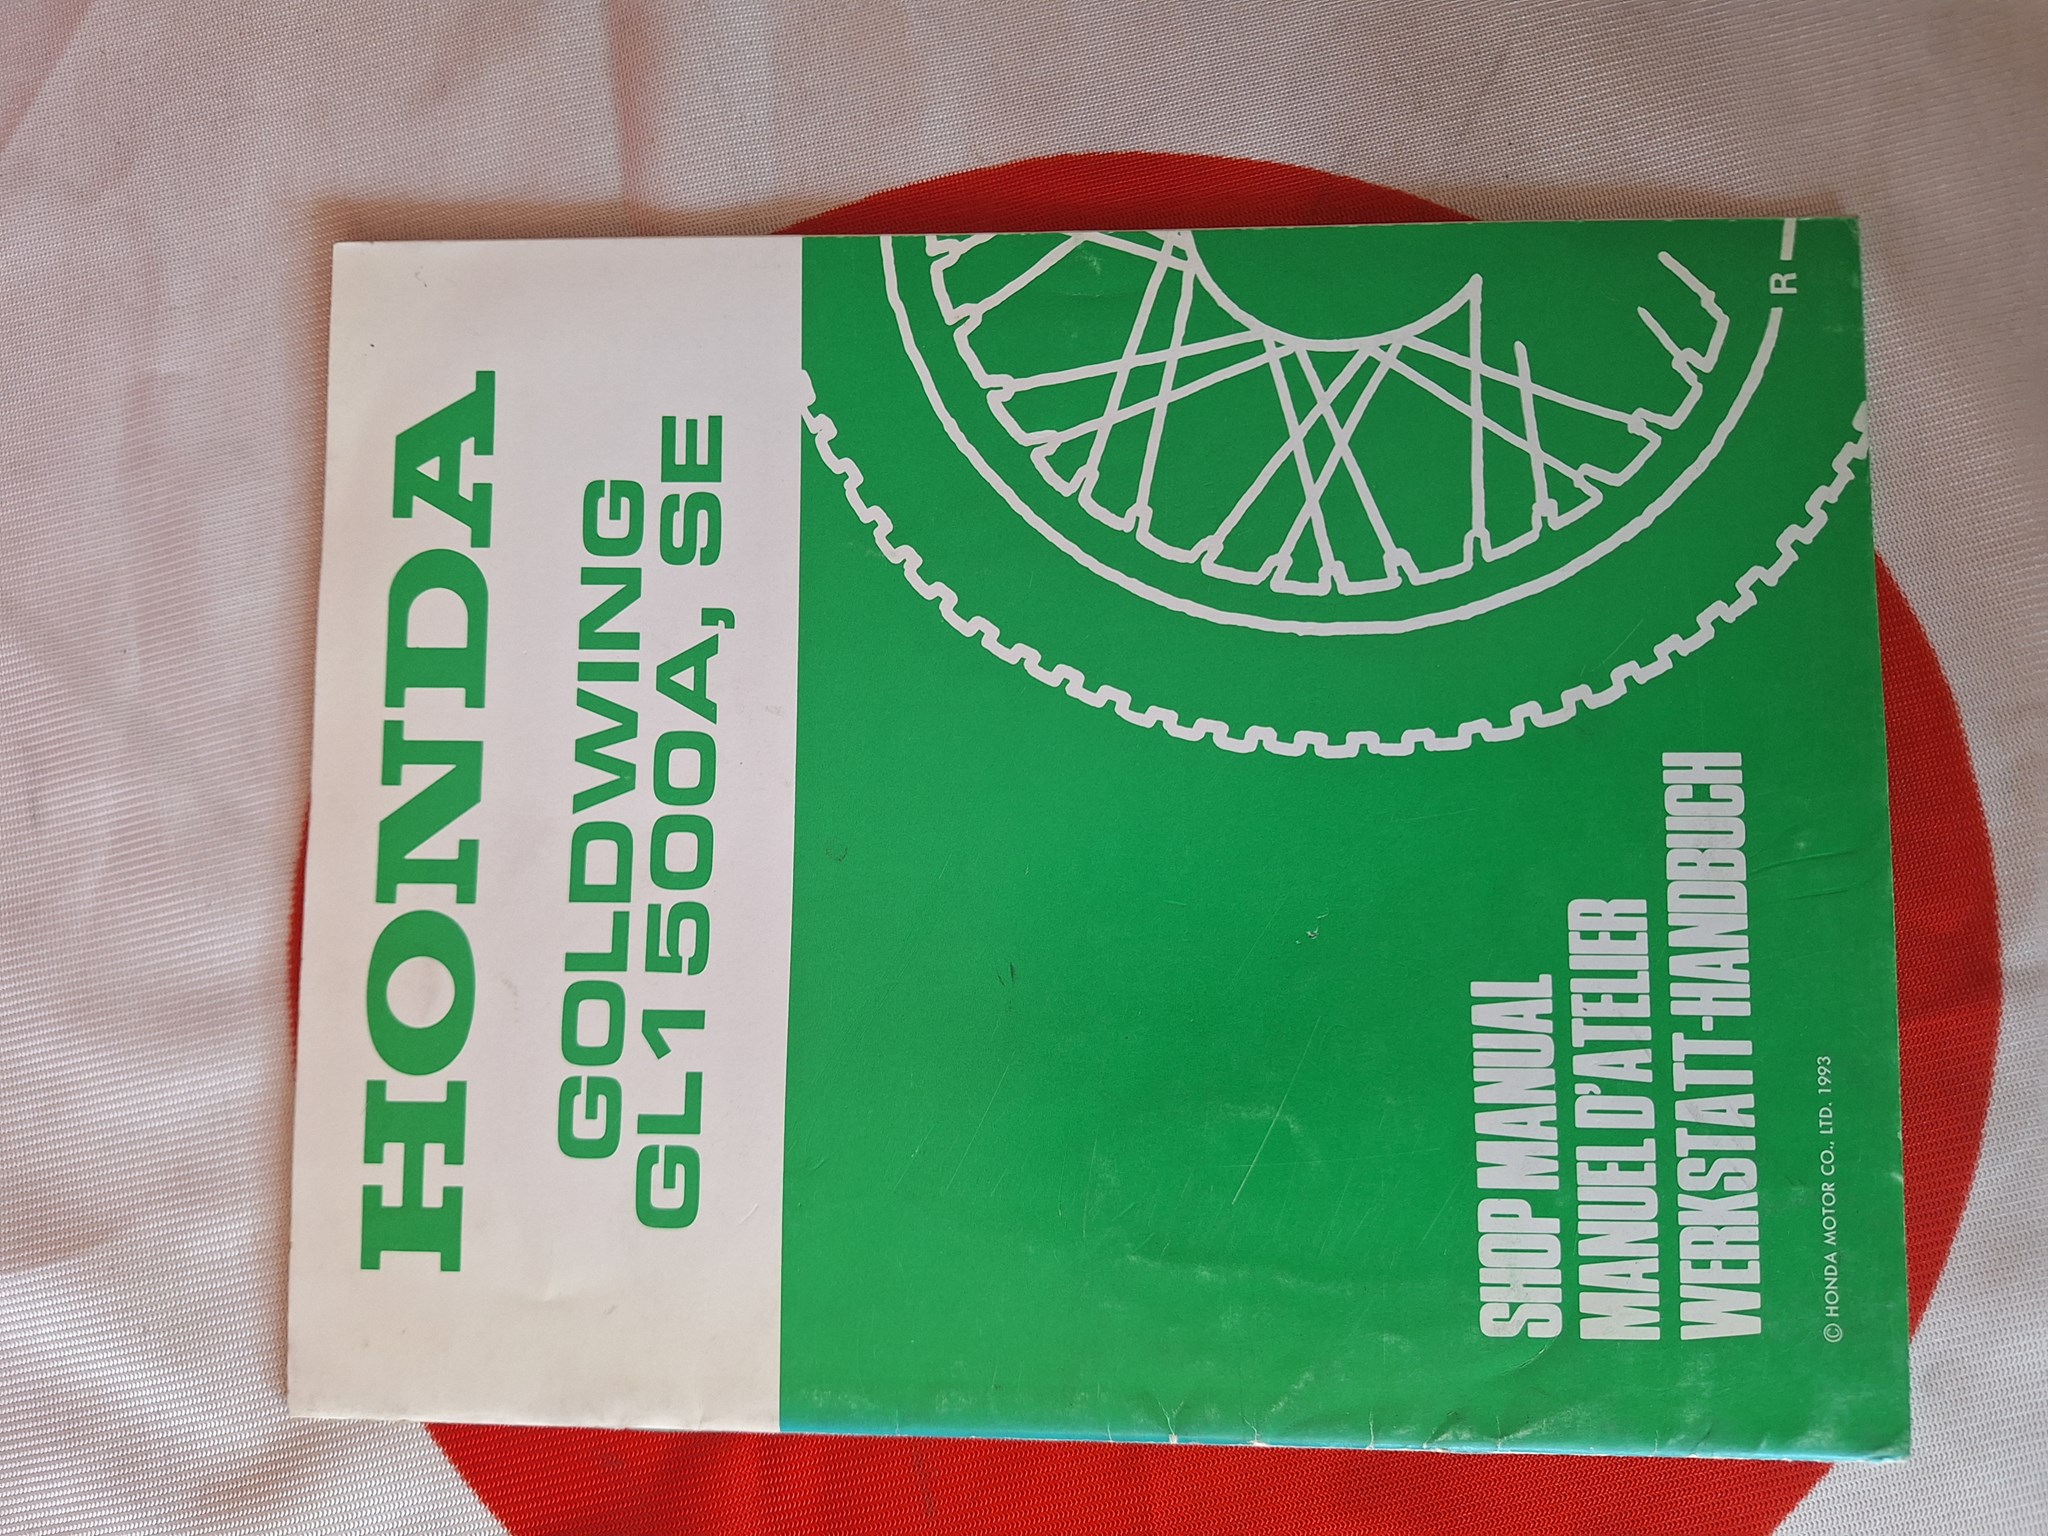 HONDA
GOLDWING
GL1500A, SE
R
SHOP MANUAL
MANUEL D'ATELIER
WERKSTATT-HANDBUCH
© HONDA MOTOR CO., LTD. 1993